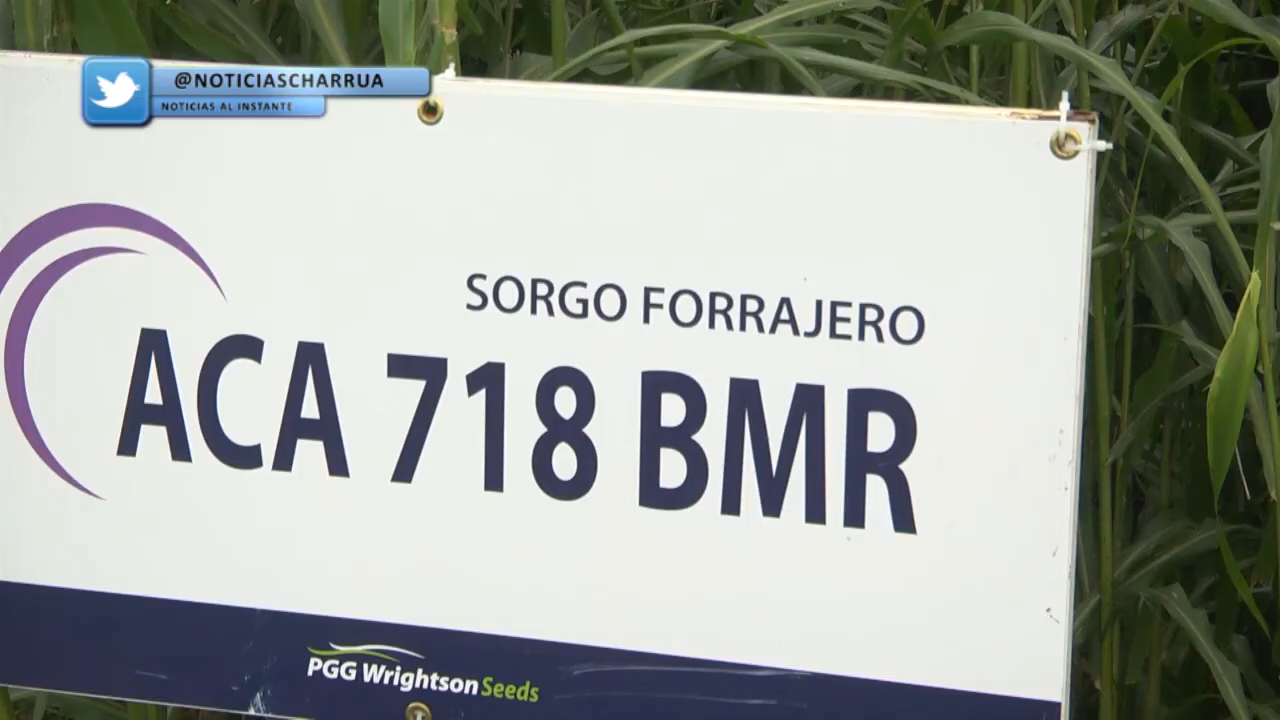 @NOTICIASCHARRUA
NOTICIAS AL INSTANTE
SORGO FORRAJERO
ACA 718 BMR
PGG Wrightson Seeds